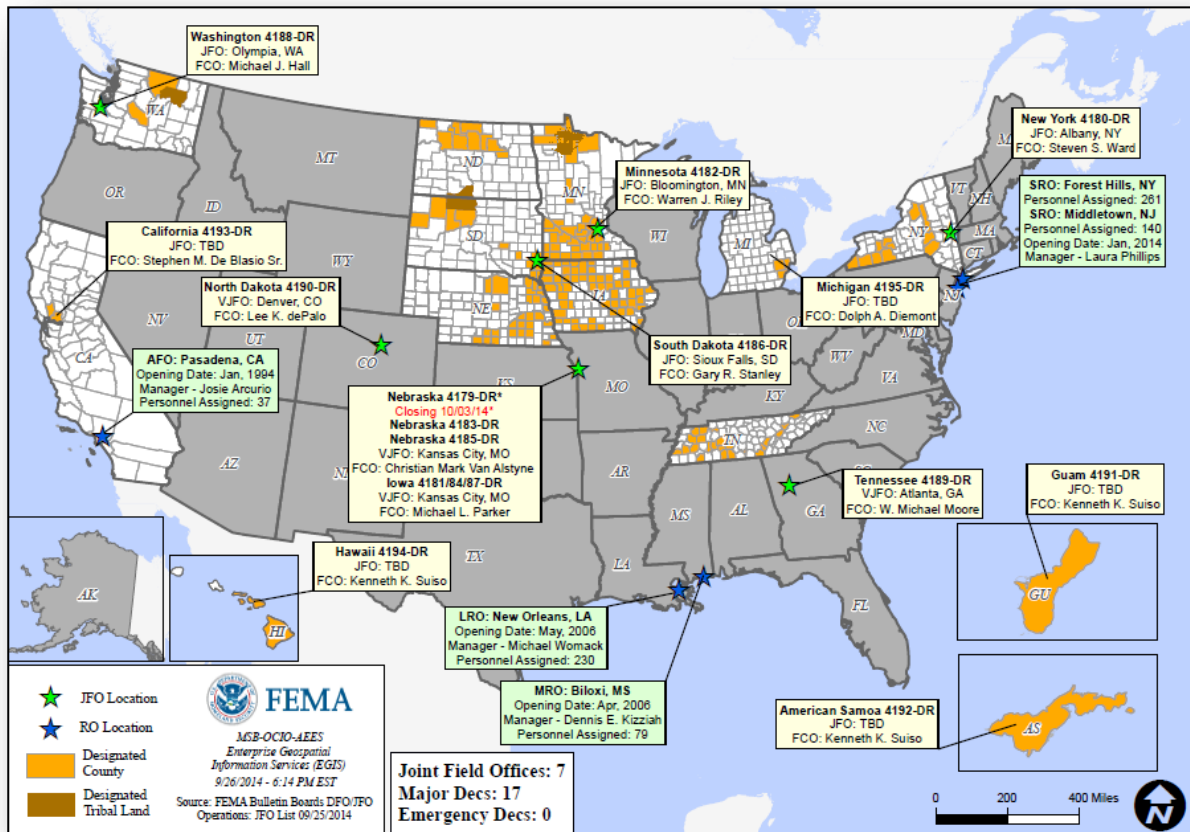 Washington 4188-DR
JFO: Olympia, WA
FCO: Michael J. Hall
New York 4180-DR
JFO: Albany, NY
FCO: Steven S. Ward
SRO: Forest Hills, NY
Personnel Assigned: 261
SRO: Middletown, NJ
Personnel Assigned: 140
Opening Date: Jan, 2014
Manager - Laura Phillips
Minnesota 4182-DR
JFO: Bloomington, MN
FCO: Warren J. Riley
California 4193-DR
JFO: TBD
FCO: Stephen M. De Blasio Sr.
North Dakota 4190-DR
VJFO: Denver, CO
FCO: Lee K. dePalo
Michigan 4195-DR
JFO: TBD
FCO: Dolph A. Diemont
South Dakota 4186-DR
JFO: Sioux Falls, SD
FCO: Gary R. Stanley
AFO: Pasadena, CA
Opening Date: Jan, 1994
Manager - Josie Arcurio
Personnel Assigned: 37
Nebraska 4179-DR*
Closing 10/03/14*
Nebraska 4183-DR
Nebraska 4185-DR
VJFO: Kansas City, MO
FCO: Christian Mark Van Alstyne
Iowa 4181/84/87-DR
VJFO: Kansas City, MO
FCO: Michael L. Parker
Tennessee 4189-DR
VJFO: Atlanta, GA
FCO: W. Michael Moore
Guam 4191-DR
JFO: TBD
FCO: Kenneth K. Suiso
Hawaii 4194-DR
JFO: TBD
FCO: Kenneth K. Suiso
LRO: New Orleans, LA
Opening Date: May, 2006
Manager - Michael Womack
Personnel Assigned: 230
MRO: Biloxi, MS
Opening Date: Apr, 2006
Manager - Dennis E. Kizziah
Personnel Assigned: 79
American Samoa 4192-DR
JFO: TBD
FCO: Kenneth K. Suiso
WA
MT
ND
MN
OR
ID
SD
WI
MI
WY
NE
IA
NY
VT
NH
MA
CT
NJ
MD
NV
UT
CO
CA
MO
KY
WV
VA
AZ
AR
TN
NC
MS
AL
GA
TX
LA
FL
AK
HI
GU
AS
JFO Location
RO Location
Designated
County
Designated
Tribal Land
FEMA
MSB-OCIO-AEES
Enterprise Geospatial
Information Services (EGIS)
9/26/2014 - 6:14 PM EST
Source: FEMA Bulletin Boards DFO/JFO
Operations: JFO List 09/25/2014
Joint Field Offices: 7
Major Decs: 17
Emergency Decs: 0
0 200 400 Miles
N